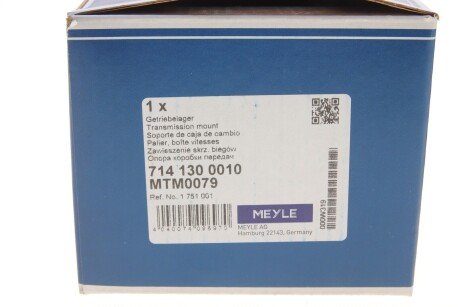 1 x
Getriebelager
Transmission mount
Soporte de caja de cambio
Palier, boîte vitesses
Zawieszenie skrz. biegów
Опора коробки передач
714 130 0010
MTM0079
Ref. No. 1 751 001
MEYLE
MEYLE AG
Hamburg 22143, Germany